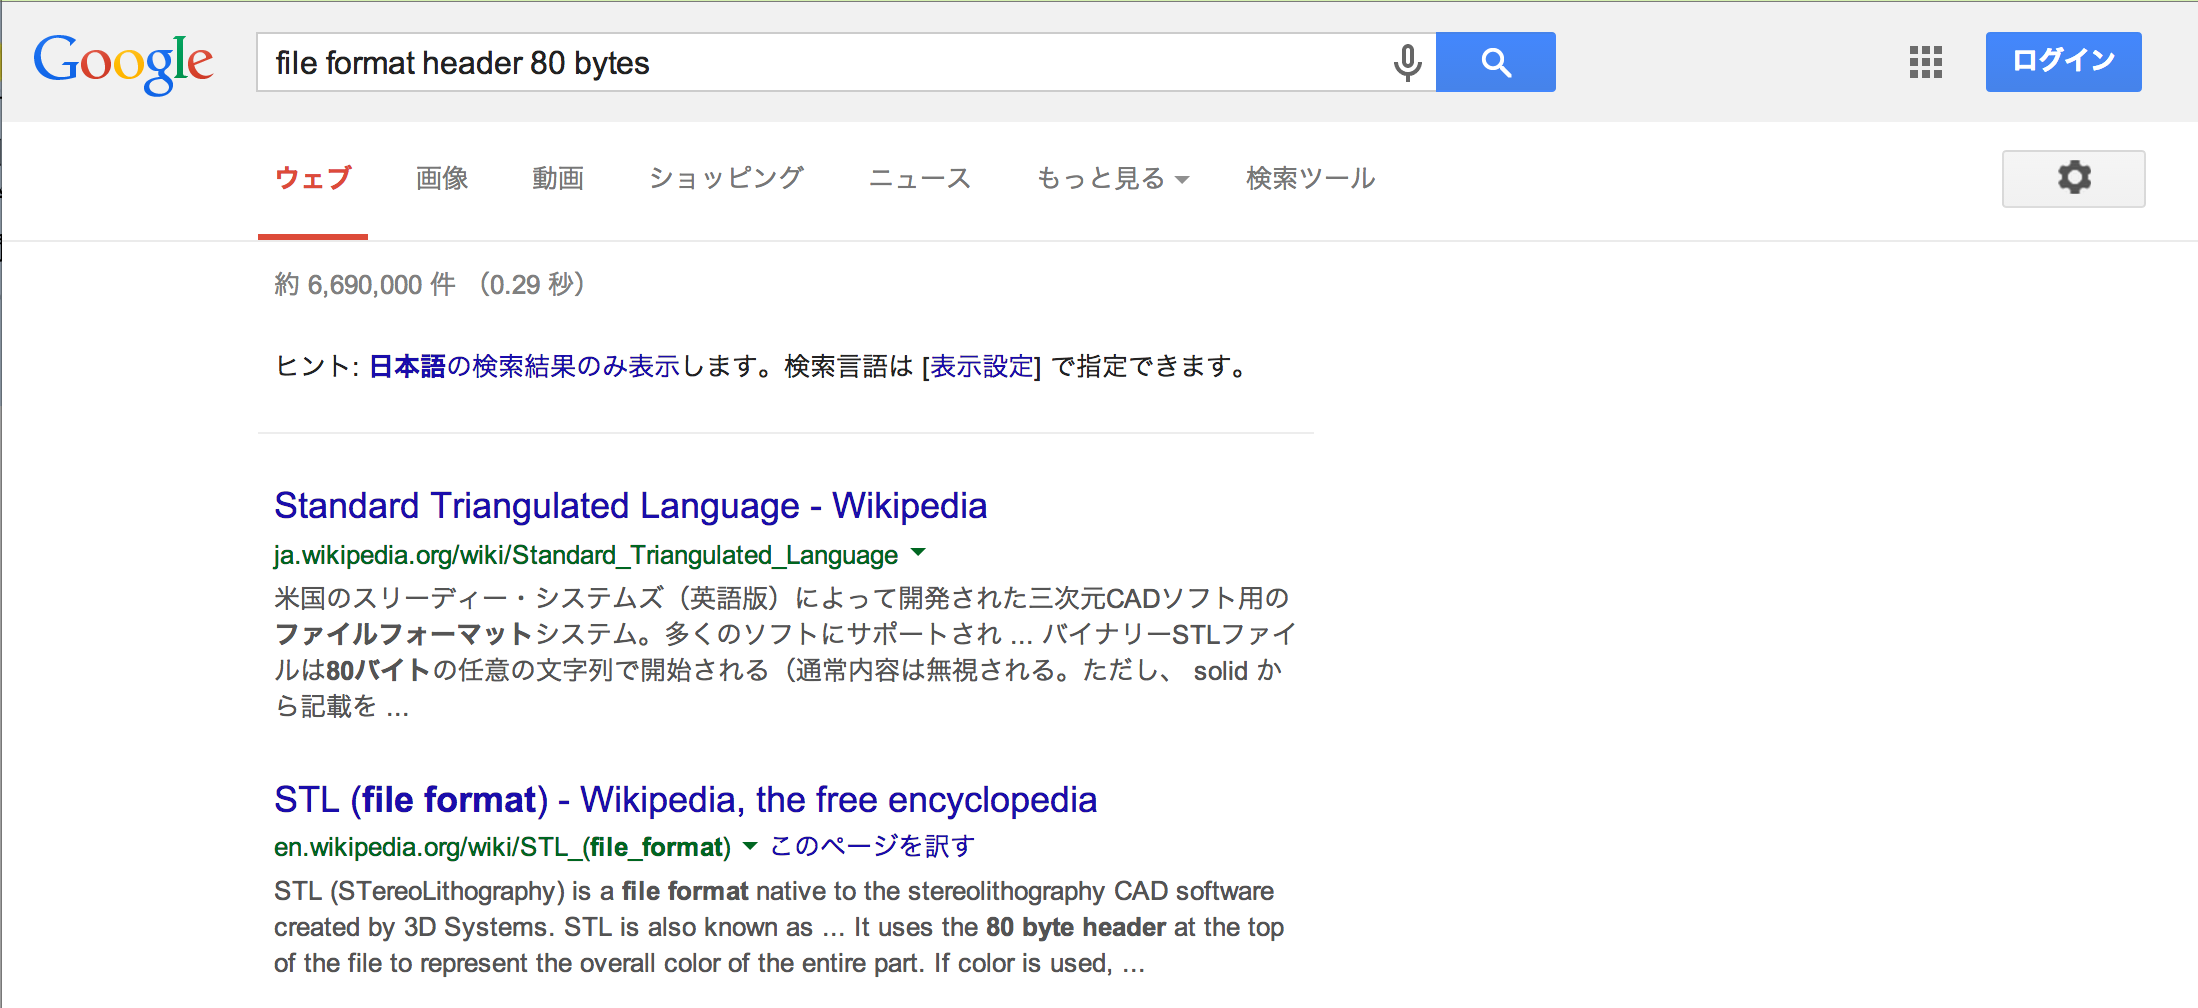 Google
file format header 80 bytes
ログイン
ウェブ 画像 動画 ショッピング ニュース もっと見る 検索ツール
約 6,690,000 件 （0.29 秒）
ヒント: 日本語の検索結果のみ表示します。検索言語は [表示設定] で指定できます。
Standard Triangulated Language - Wikipedia
ja.wikipedia.org/wiki/Standard_Triangulated_Language
米国のスリーディー・システムズ（英語版）によって開発された三次元CADソフト用の
ファイルフォーマットシステム。多くのソフトにサポートされ ... バイナリーSTLファイ
ルは80バイトの任意の文字列で開始される（通常内容は無視される。ただし、 solid か
ら記載を ...
STL (file format) - Wikipedia, the free encyclopedia
en.wikipedia.org/wiki/STL_(file_format) このページを訳す
STL (STereoLithography) is a file format native to the stereolithography CAD software
created by 3D Systems. STL is also known as ... It uses the 80 byte header at the top
of the file to represent the overall color of the entire part. If color is used, ...